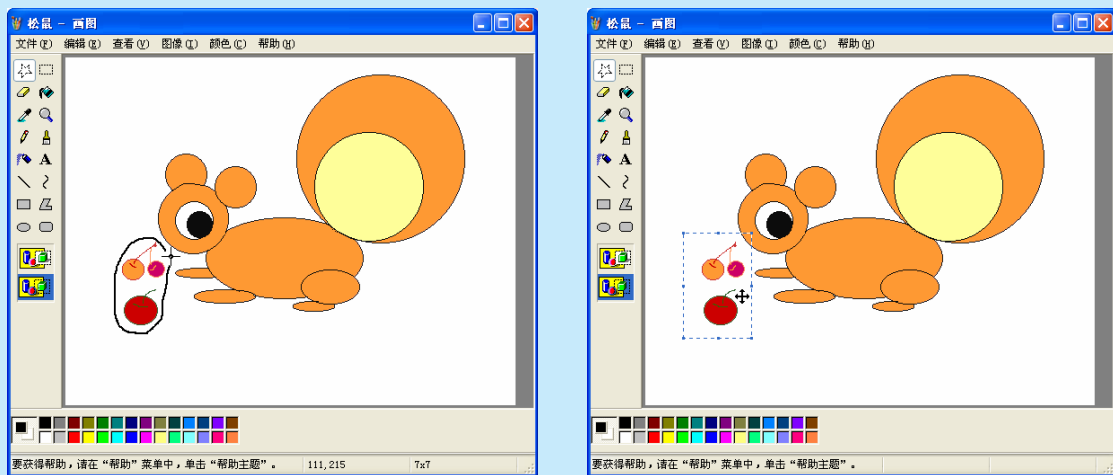 松鼠 - 画图
文件(F) 编辑(E) 查看(V) 图像(I) 颜色(C) 帮助(H)
A
要获得帮助，请在“帮助”菜单中，单击“帮助主题”。 111,215 7x7
松鼠 - 画图
文件(F) 编辑(E) 查看(V) 图像(I) 颜色(C) 帮助(H)
A
要获得帮助，请在“帮助”菜单中，单击“帮助主题”。